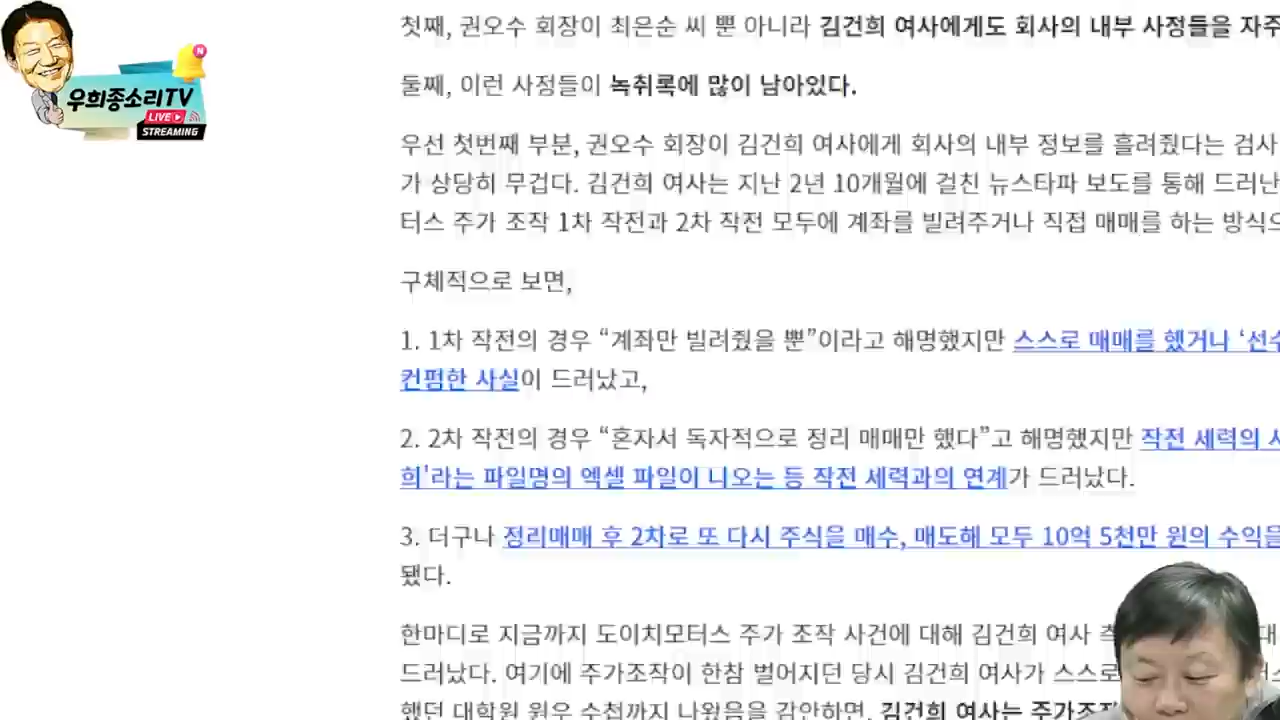 우희종소리TV
LIVE
STREAMING
N
첫째, 권오수 회장이 최은순 씨 뿐 아니라 김건희 여사에게도 회사의 내부 사정들을 자주
둘째, 이런 사정들이 녹취록에 많이 남아있다.
우선 첫번째 부분, 권오수 회장이 김건희 여사에게 회사의 내부 정보를 흘려줬다는 검사
가 상당히 무겁다. 김건희 여사는 지난 2년 10개월에 걸친 뉴스타파 보도를 통해 드러난
터스 주가 조작 1차 작전과 2차 작전 모두에 계좌를 빌려주거나 직접 매매를 하는 방식으
구체적으로 보면,
1. 1차 작전의 경우 “계좌만 빌려줬을 뿐”이라고 해명했지만 스스로 매매를 했거나 ‘선수
컨펌한 사실이 드러났고,
2. 2차 작전의 경우 “혼자서 독자적으로 정리 매매만 했다”고 해명했지만 작전 세력의
희'라는 파일명의 엑셀 파일이 나오는 등 작전 세력과의 연계가 드러났다.
3. 더구나 정리매매 후 2차로 또 다시 주식을 매수, 매도해 모두 10억 5천만 원의 수익을
됐다.
한마디로 지금까지 도이치모터스 주가 조작 사건에 대해 김건희 여사 대
드러났다. 여기에 주가조작이 한참 벌어지던 당시 김건희 여사가 스스로
했던 대학원 원우 수첩까지 나왔음을 감안하면, 김건희 여사는 주가조작